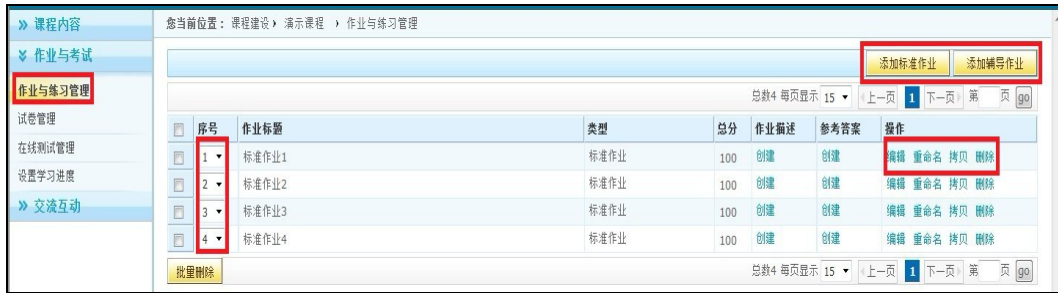 » 课程内容
您当前位置：课程建设 › 演示课程 › 作业与练习管理
作业与考试
添加标准作业 添加辅导作业
作业与练习管理
总数4 每页显示 15 上一页 1 下一页 第 页 go
试卷管理
序号 作业标题 类型 总分 作业描述 参考答案 操作
在线测试管理
1 标准作业1 标准作业 100 创建 创建 编辑 重命名 拷贝 删除
设置学习进度
2 标准作业2 标准作业 100 创建 创建 编辑 重命名 拷贝 删除
» 交流互动
3 标准作业3 标准作业 100 创建 创建 编辑 重命名 拷贝 删除
4 标准作业4 标准作业 100 创建 创建 编辑 重命名 拷贝 删除
批量删除 总数4 每页显示 15 上一页 1 下一页 第 页 go